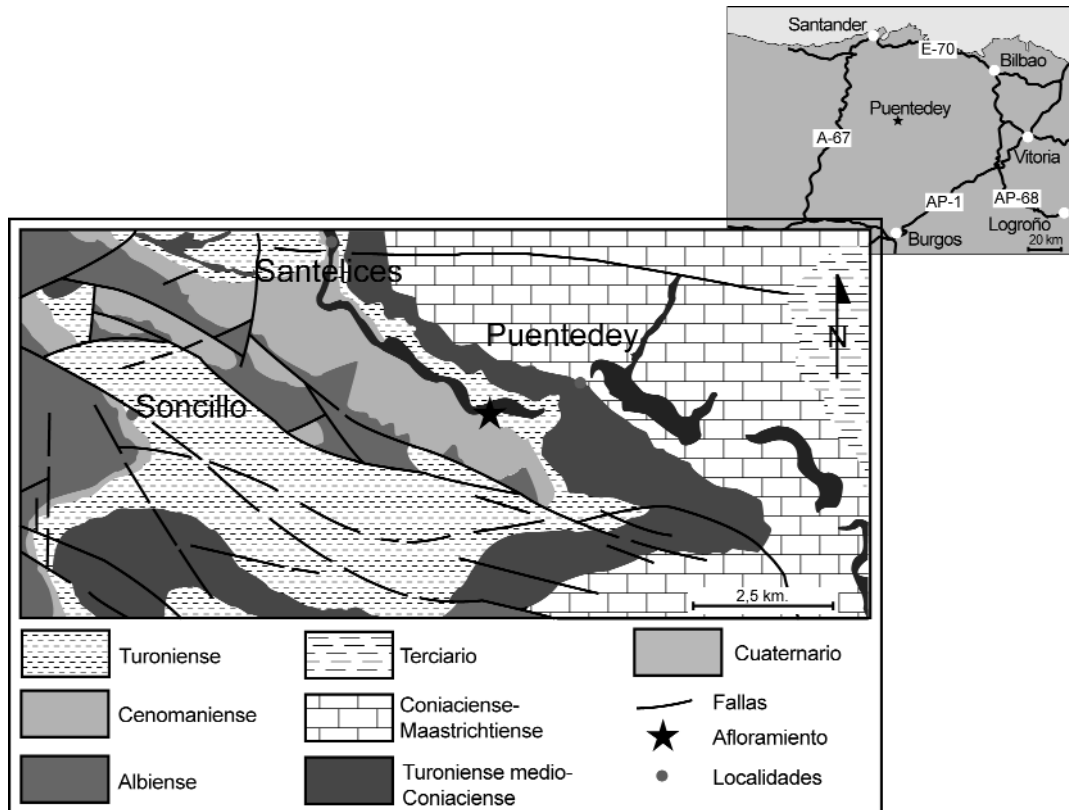 Santander
E-70
Bilbao
Puentedey
A-67
Vitoria
AP-1
AP-68
Logroño
Burgos
20 km
Santelices
Puentedey
N
Soncillo
2,5 km.
Turoniense
Terciario
Cuaternario
Cenomaniense
Coniaciense-
Maastrichtiense
Fallas
Afloramiento
Albiense
Turoniense medio-
Coniaciense
Localidades